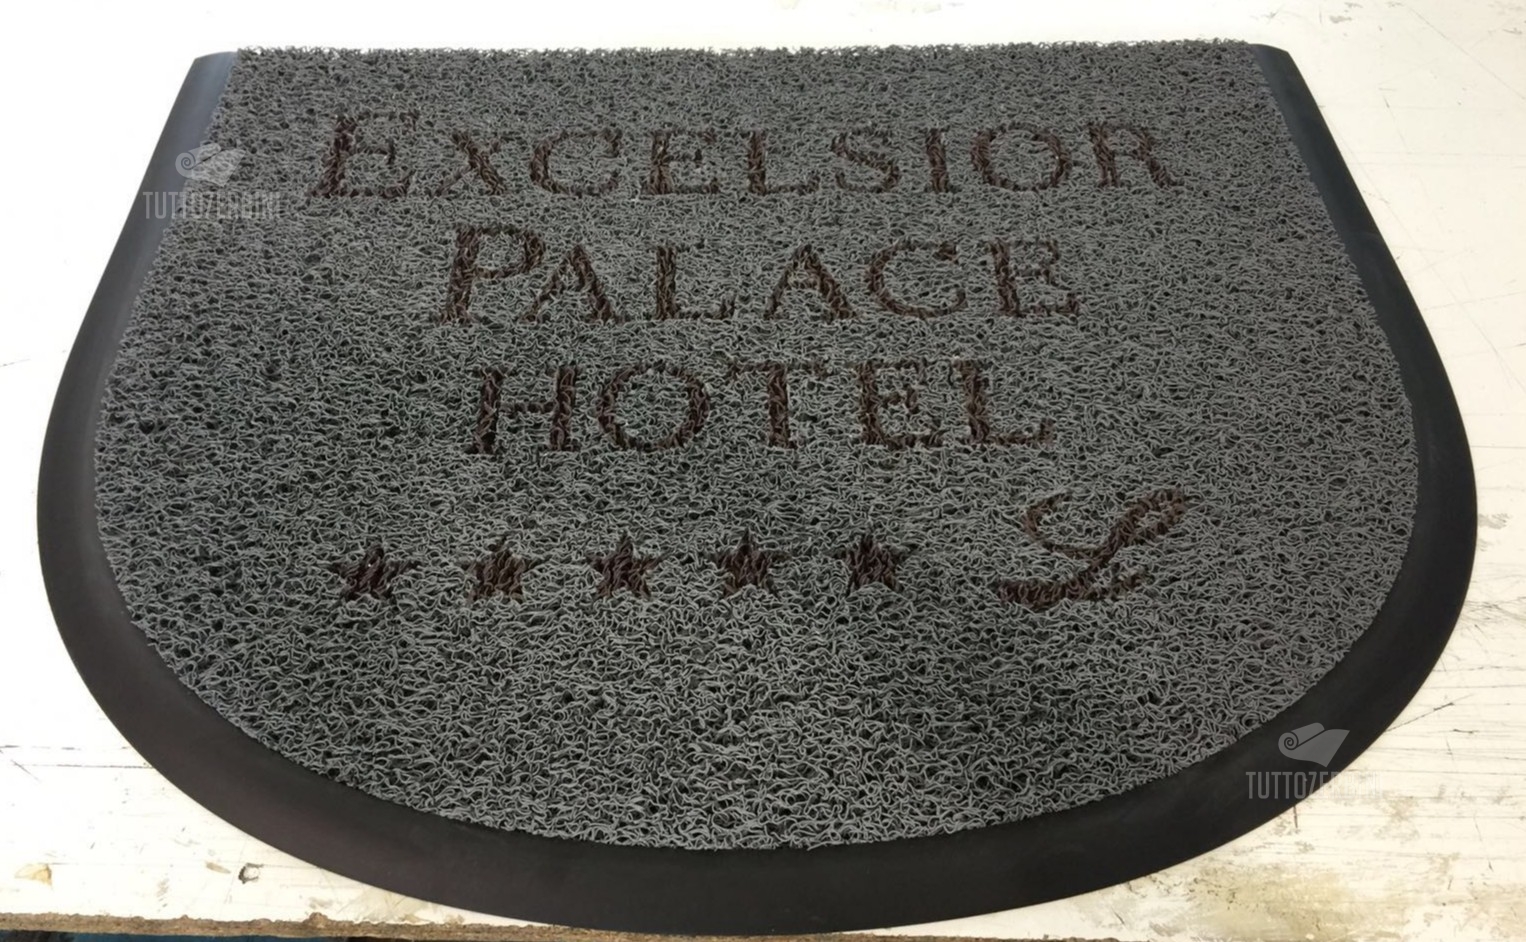 EXCELSIOR
PALACE
HOTEL
★★★★★ L
TUTTOZERBINI
TUTTOZERBINI